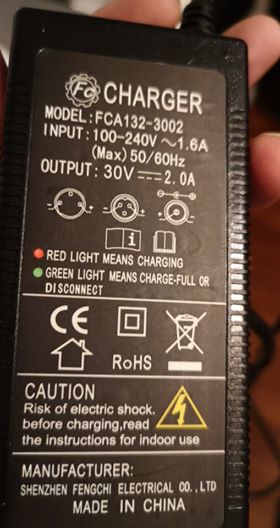 FC CHARGER
MODEL:FCA132-3002
INPUT:100-240V～1.6A
(Max) 50/60Hz
OUTPUT: 30V⎓2.0A
RED LIGHT MEANS CHARGING
GREEN LIGHT MEANS CHARGE-FULL OR
DISCONNECT
CE
RoHS
CAUTION
Risk of electric shock.
before charging,read
the instructions for indoor use
MANUFACTURER:
SHENZHEN FENGCHI ELECTRICAL CO.,LTD
MADE IN CHINA